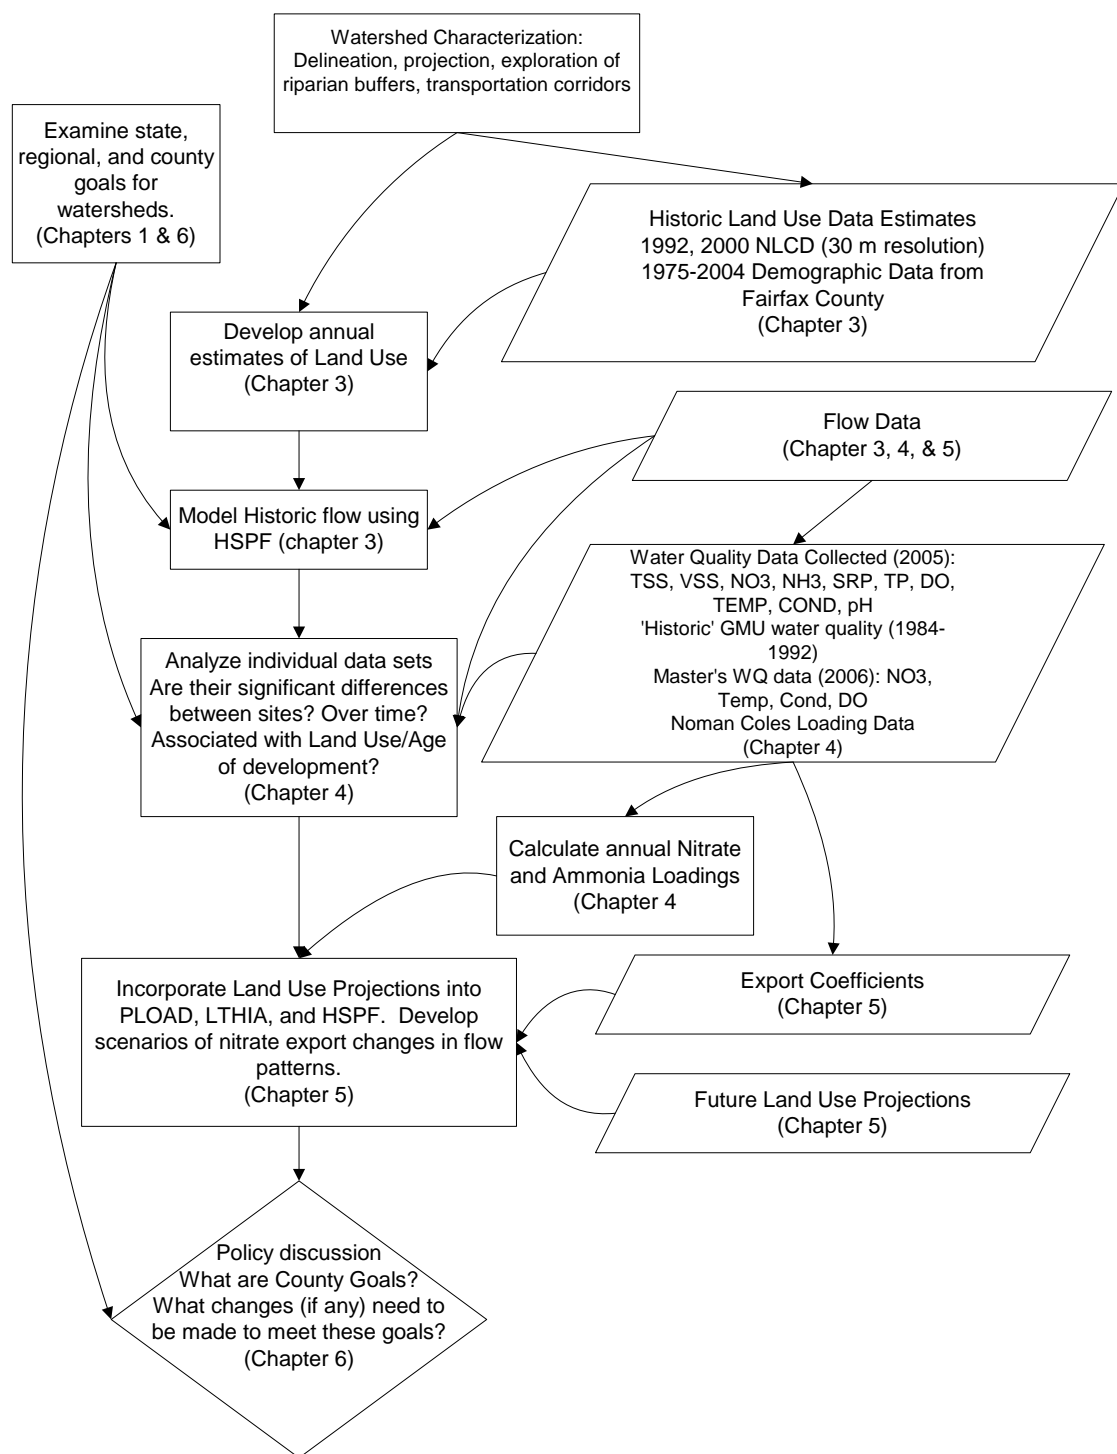 Watershed Characterization:
Delineation, projection, exploration of
riparian buffers, transportation corridors
Examine state,
regional, and county
goals for
watersheds.
(Chapters 1 & 6)
Historic Land Use Data Estimates
1992, 2000 NLCD (30 m resolution)
1975-2004 Demographic Data from
Fairfax County
(Chapter 3)
Develop annual
estimates of Land Use
(Chapter 3)
Flow Data
(Chapter 3, 4, & 5)
Model Historic flow using
HSPF (chapter 3)
Water Quality Data Collected (2005):
TSS, VSS, NO3, NH3, SRP, TP, DO,
TEMP, COND, pH
'Historic' GMU water quality (1984-
1992)
Master's WQ data (2006): NO3,
Temp, Cond, DO
Noman Coles Loading Data
(Chapter 4)
Analyze individual data sets
Are their significant differences
between sites? Over time?
Associated with Land Use/Age
of development?
(Chapter 4)
Calculate annual Nitrate
and Ammonia Loadings
(Chapter 4
Incorporate Land Use Projections into
PLOAD, LTHIA, and HSPF.  Develop
scenarios of nitrate export changes in flow
patterns.
(Chapter 5)
Export Coefficients
(Chapter 5)
Future Land Use Projections
(Chapter 5)
Policy discussion
What are County Goals?
What changes (if any) need to
be made to meet these goals?
(Chapter 6)